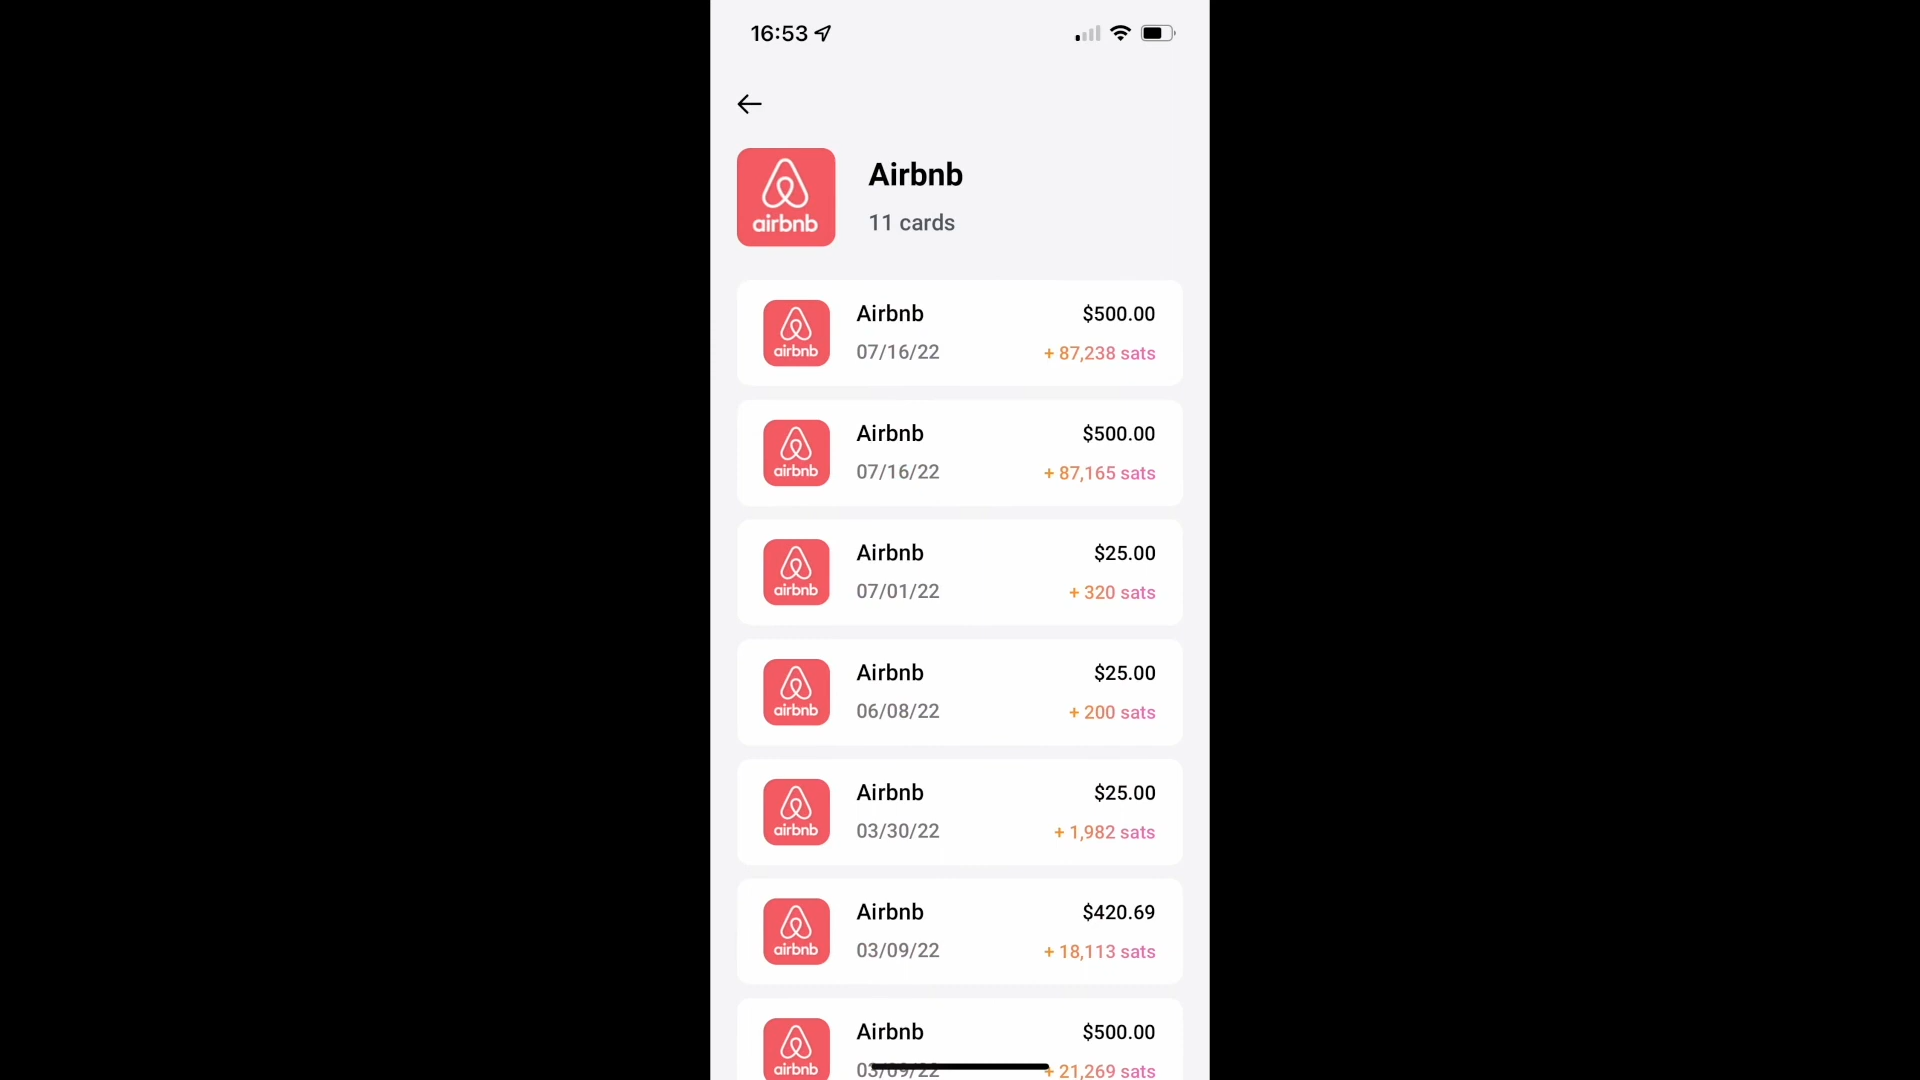 16:53
airbnb
Airbnb
11 cards
airbnb
Airbnb
$500.00
07/16/22
+ 87,238 sats
airbnb
Airbnb
$500.00
07/16/22
+ 87,165 sats
airbnb
Airbnb
$25.00
07/01/22
+ 320 sats
airbnb
Airbnb
$25.00
06/08/22
+ 200 sats
airbnb
Airbnb
$25.00
03/30/22
+ 1,982 sats
airbnb
Airbnb
$420.69
03/09/22
+ 18,113 sats
airbnb
Airbnb
$500.00
03/09/22
+ 21,269 sats